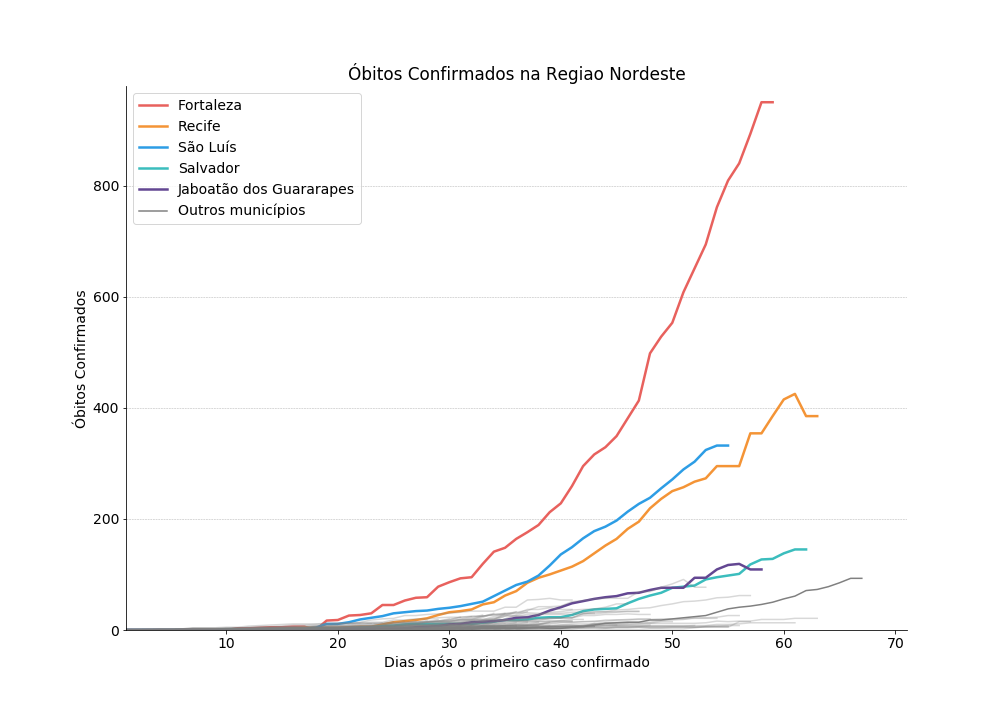 Óbitos Confirmados na Regiao Nordeste
Fortaleza
Recife
São Luís
Salvador
Jaboatão dos Guararapes
Outros municípios
Óbitos Confirmados
800
600
400
200
0
10 20 30 40 50 60 70
Dias após o primeiro caso confirmado